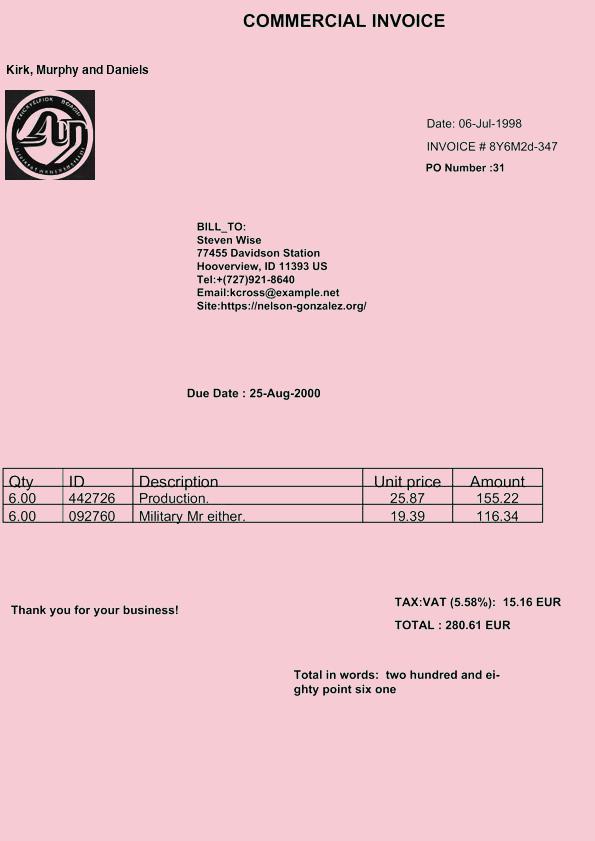 COMMERCIAL INVOICE
Kirk, Murphy and Daniels
Date: 06-Jul-1998
INVOICE # 8Y6M2d-347
PO Number :31
BILL_TO:
Steven Wise
77455 Davidson Station
Hooverview, ID 11393 US
Tel:+(727)921-8640
Email:kcross@example.net
Site:https://nelson-gonzalez.org/
Due Date : 25-Aug-2000
Qty ID Description Unit price Amount
6.00 442726 Production. 25.87 155.22
6.00 092760 Military Mr either. 19.39 116.34
TAX:VAT (5.58%): 15.16 EUR
Thank you for your business!
TOTAL : 280.61 EUR
Total in words: two hundred and ei-
ghty point six one